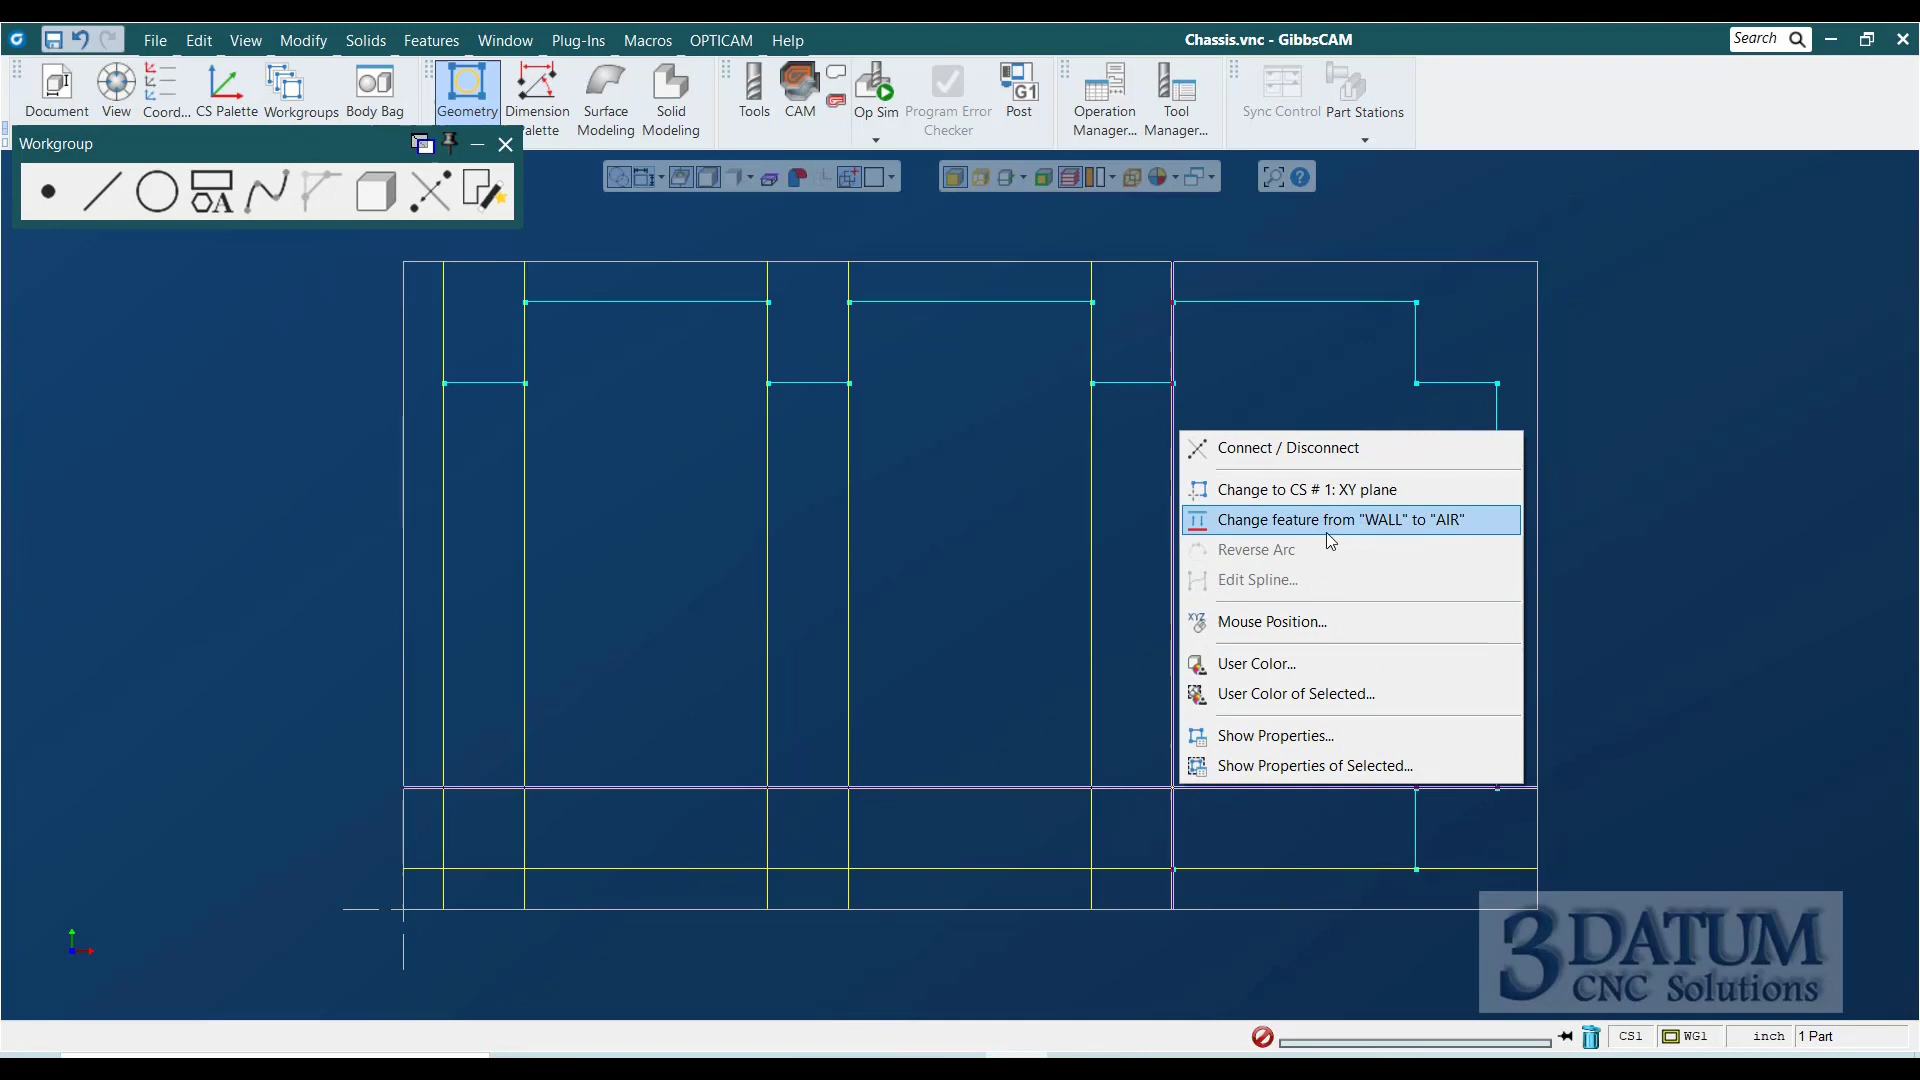 File Edit View Modify Solids Features Window Plug-Ins Macros OPTICAM Help
Chassis.vnc - GibbsCAM
Search
Document View Coord... CS Palette Workgroups Body Bag
Geometry Dimension Surface Solid
alette Modeling Modeling
Tools CAM Op Sim Program Error Post
Checker
G1
Operation Tool
Manager... Manager...
Sync Control Part Stations
Workgroup
A
Connect / Disconnect
Change to CS # 1: XY plane
Change feature from "WALL" to "AIR"
Reverse Arc
Edit Spline...
XYZ
Mouse Position...
User Color...
User Color of Selected...
Show Properties...
Show Properties of Selected...
3DATUM
CNC Solutions
CS1 WG1 inch 1 Part